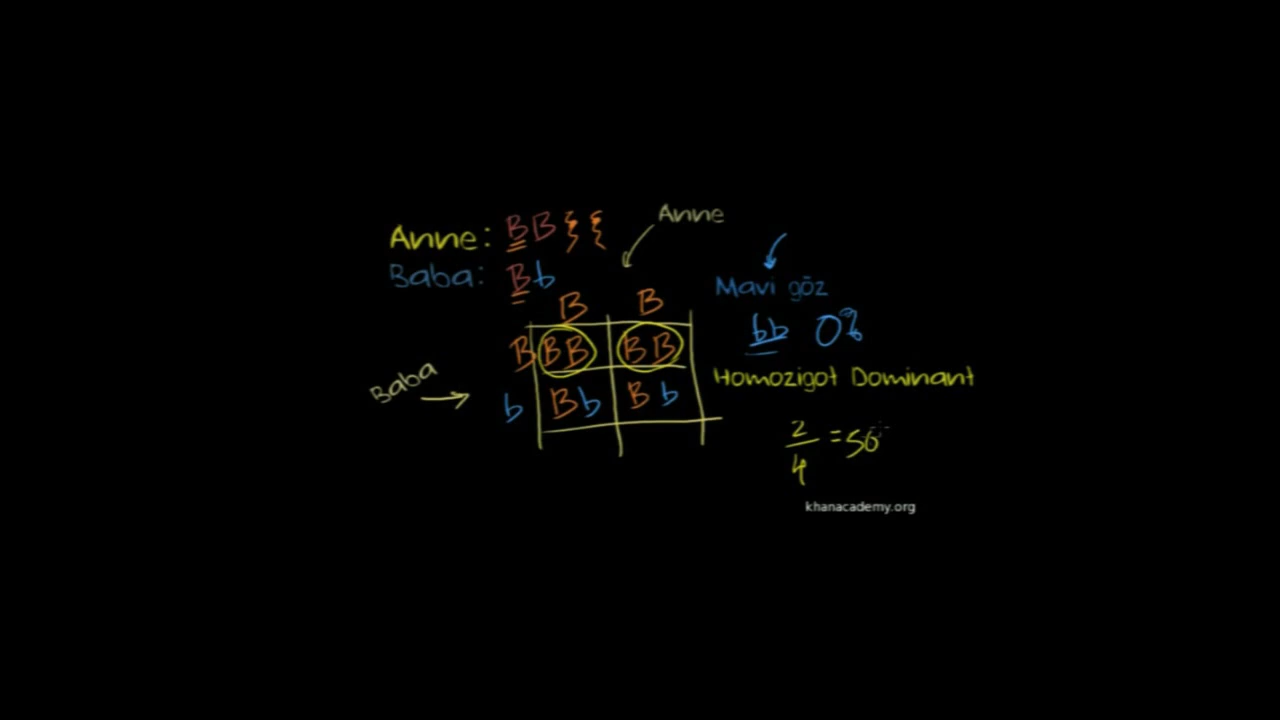 Anne: BB
Anne
Baba: Bb
Mavi göz
B B
bb 0%
B BB BB
Homozigot Dominant
Baba
b Bb Bb
2/4 = 50
khanacademy.org